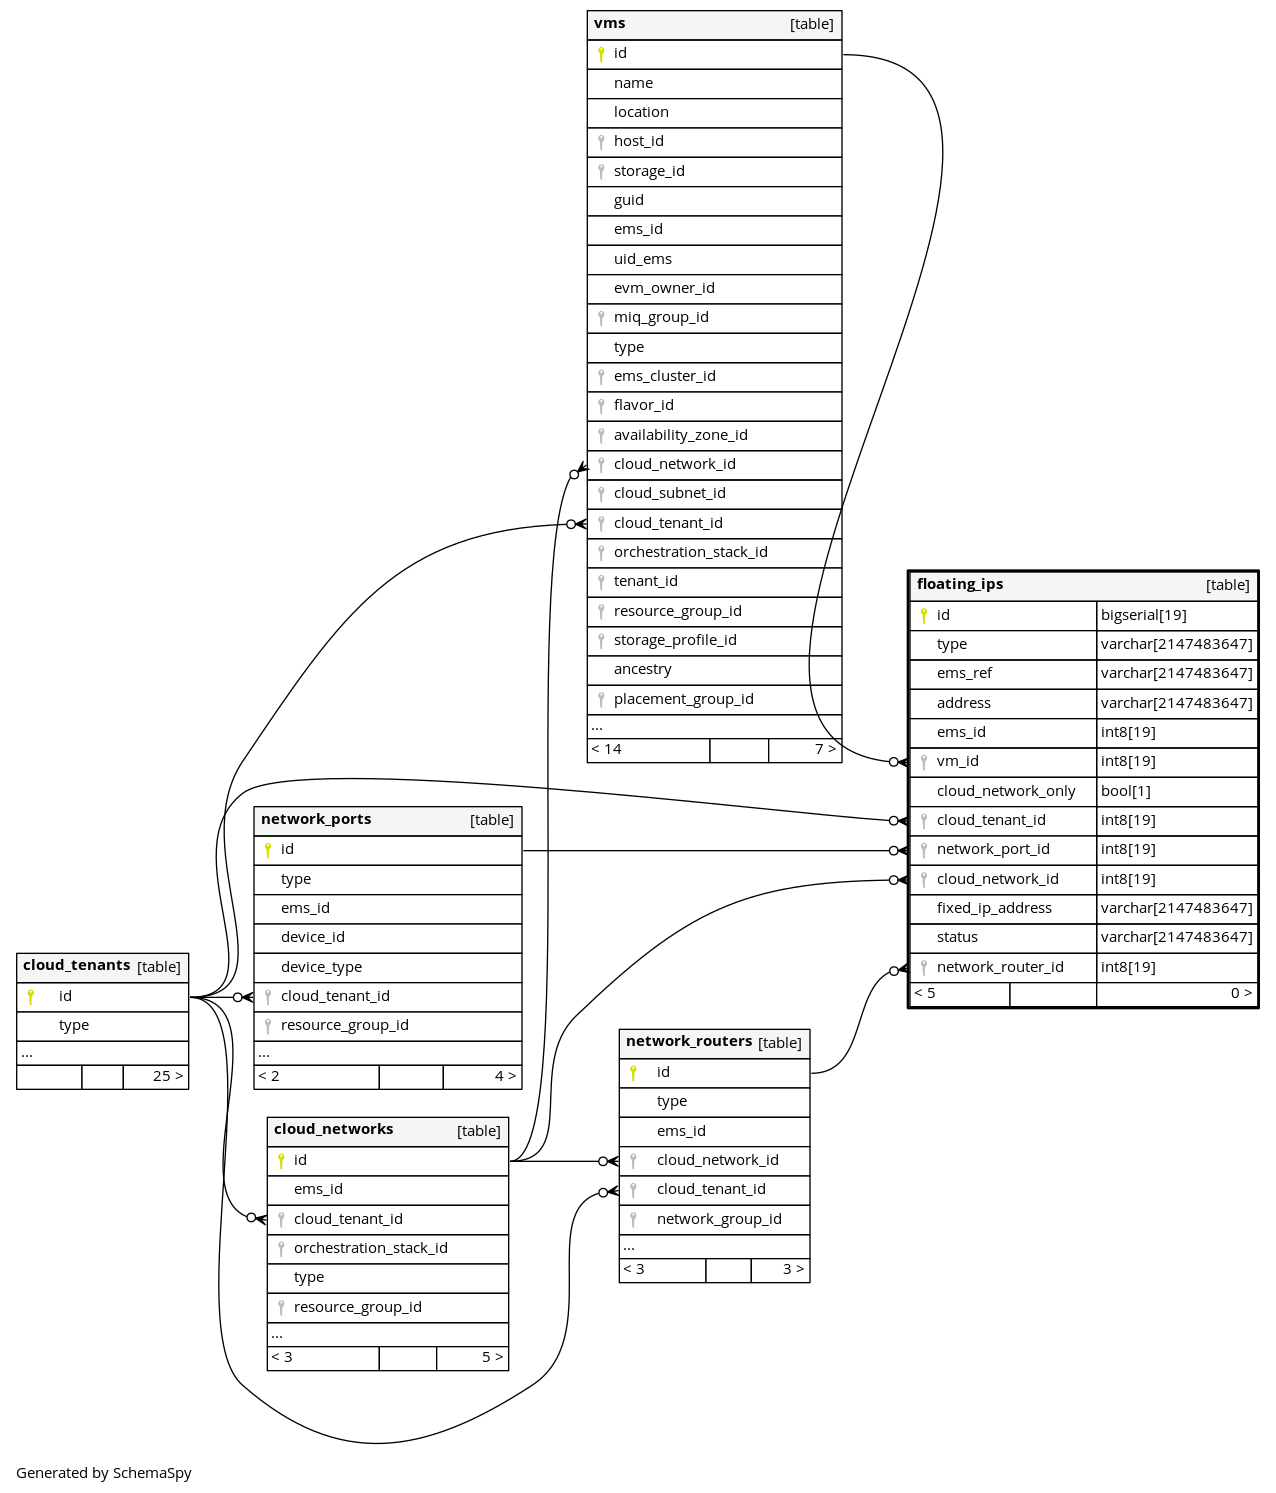 vms [table]
id
name
location
host_id
storage_id
guid
ems_id
uid_ems
evm_owner_id
miq_group_id
type
ems_cluster_id
flavor_id
availability_zone_id
cloud_network_id
cloud_subnet_id
cloud_tenant_id
orchestration_stack_id
tenant_id
resource_group_id
storage_profile_id
ancestry
placement_group_id
...
< 14 7 >
floating_ips [table]
id bigserial[19]
type varchar[2147483647]
ems_ref varchar[2147483647]
address varchar[2147483647]
ems_id int8[19]
vm_id int8[19]
cloud_network_only bool[1]
cloud_tenant_id int8[19]
network_port_id int8[19]
cloud_network_id int8[19]
fixed_ip_address varchar[2147483647]
status varchar[2147483647]
network_router_id int8[19]
< 5 0 >
network_ports [table]
id
type
ems_id
device_id
device_type
cloud_tenant_id
resource_group_id
...
< 2 4 >
cloud_tenants [table]
id
type
...
25 >
network_routers [table]
id
type
ems_id
cloud_network_id
cloud_tenant_id
network_group_id
...
< 3 3 >
cloud_networks [table]
id
ems_id
cloud_tenant_id
orchestration_stack_id
type
resource_group_id
...
< 3 5 >
Generated by SchemaSpy